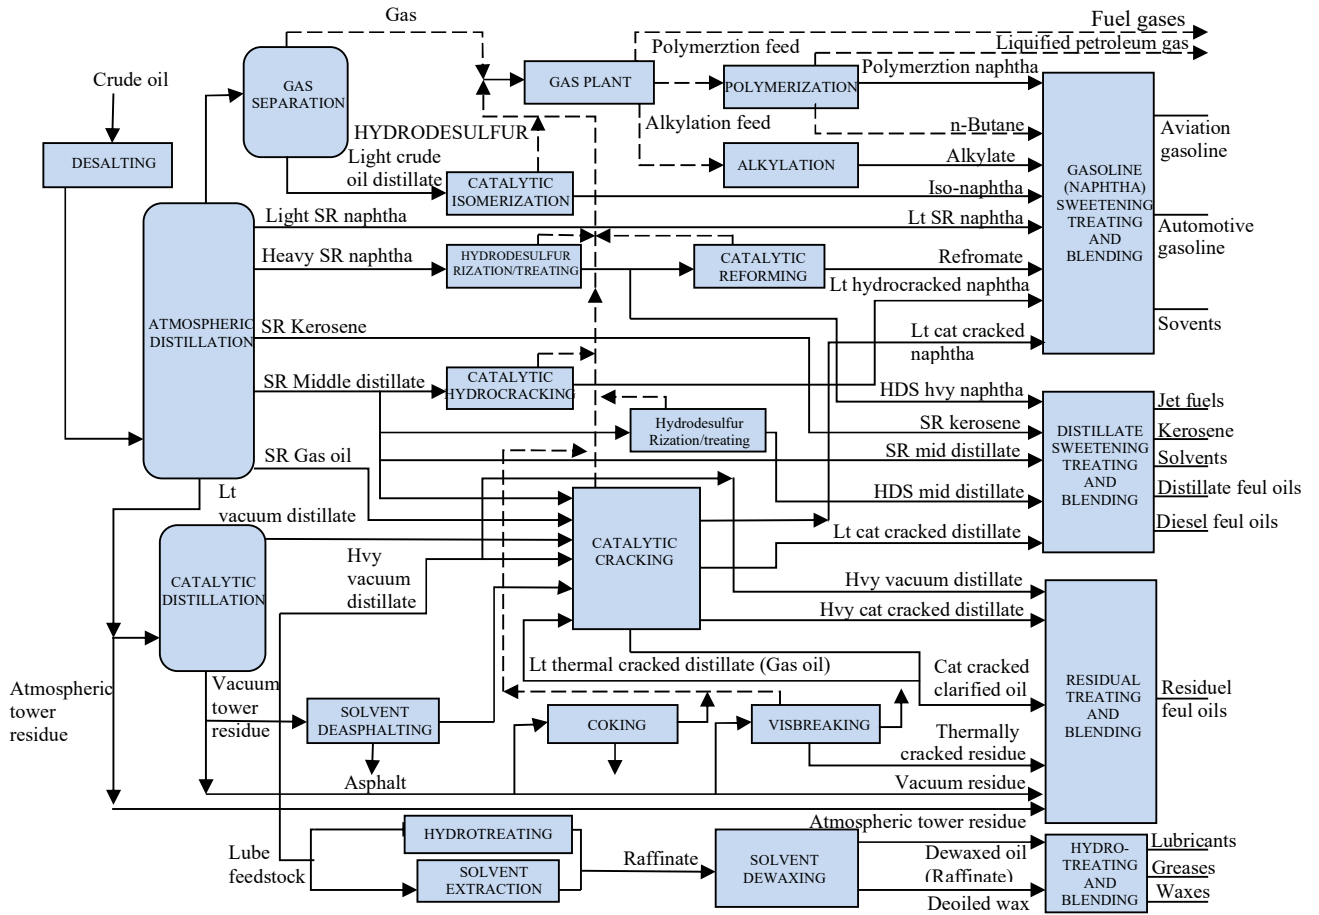 Gas
Fuel gases
Liquified petroleum gas
Polymerztion feed
Polymerztion naphtha
Crude oil
GAS
SEPARATION
GAS PLANT
POLYMERIZATION
Alkylation feed
n-Butane
HYDRODESULFUR
DESALTING
Light crude
oil distillate
ALKYLATION
Alkylate
Aviation
gasoline
CATALYTIC
ISOMERIZATION
Iso-naphtha
GASOLINE
(NAPHTHA)
SWEETENING
TREATING
AND
BLENDING
Light SR naphtha
Lt SR naphtha
Automotive
gasoline
Heavy SR naphtha
HYDRODESULFUR
RIZATION/TREATING
CATALYTIC
REFORMING
Refromate
Lt hydrocracked naphtha
Sovents
ATMOSPHERIC
DISTILLATION
SR Kerosene
Lt cat cracked
naphtha
SR Middle distillate
CATALYTIC
HYDROCRACKING
HDS hvy naphtha
Jet fuels
Hydrodesulfur
Rization/treating
SR kerosene
Kerosene
DISTILLATE
SWEETENING
TREATING
AND
BLENDING
SR Gas oil
SR mid distillate
Solvents
Lt
vacuum distillate
HDS mid distillate
Distillate feul oils
Diesel feul oils
CATALYTIC
CRACKING
Lt cat cracked distillate
Hvy
vacuum
distillate
CATALYTIC
DISTILLATION
Hvy vacuum distillate
Hvy cat cracked distillate
Lt thermal cracked distillate (Gas oil)
Cat cracked
clarified oil
RESIDUAL
TREATING
AND
BLENDING
Residuel
feul oils
Atmospheric
tower
residue
Vacuum
tower
residue
SOLVENT
DEASPHALTING
COKING
VISBREAKING
Thermally
cracked residue
Asphalt
Vacuum residue
Atmospheric tower residue
HYDROTREATING
Lube
feedstock
SOLVENT
EXTRACTION
Raffinate
SOLVENT
DEWAXING
Dewaxed oil
(Raffinate)
Deoiled wax
HYDRO-
TREATING
AND
BLENDING
Lubricants
Greases
Waxes